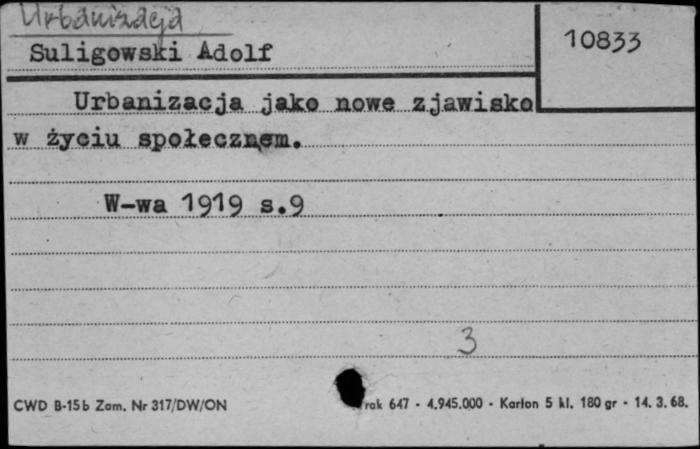 Urbanizacja
Suligowski Adolf
10833
Urbanizacja jako nowe zjawisko
w życiu społecznem.
W-wa 1919 s.9
3
CWD B-15b Zam. Nr 317/DW/ON
rak 647 - 4.945.000 - Karton 5 kl. 180 gr - 14. 3. 68.